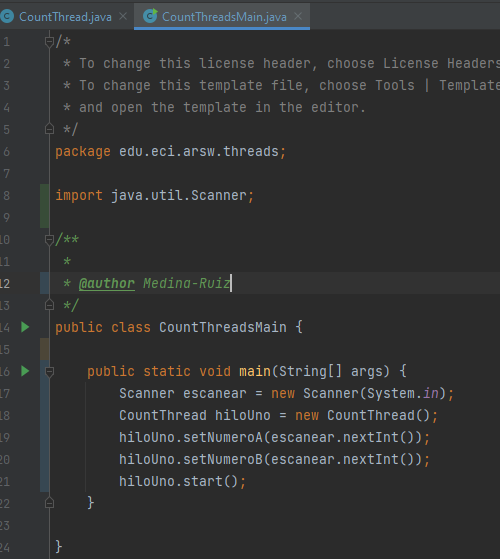 CountThread.java × CountThreadsMain.java ×
1 /*
2 * To change this license header, choose License Headers
3 * To change this template file, choose Tools | Template
4 * and open the template in the editor.
5 */
6 package edu.eci.arsw.threads;
7
8 import java.util.Scanner;
9
10 /**
11 *
12 * @author Medina-Ruiz
13 */
14 public class CountThreadsMain {
15
16 public static void main(String[] args) {
17 Scanner escanear = new Scanner(System.in);
18 CountThread hiloUno = new CountThread();
19 hiloUno.setNumeroA(escanear.nextInt());
20 hiloUno.setNumeroB(escanear.nextInt());
21 hiloUno.start();
22 }
23
24 }